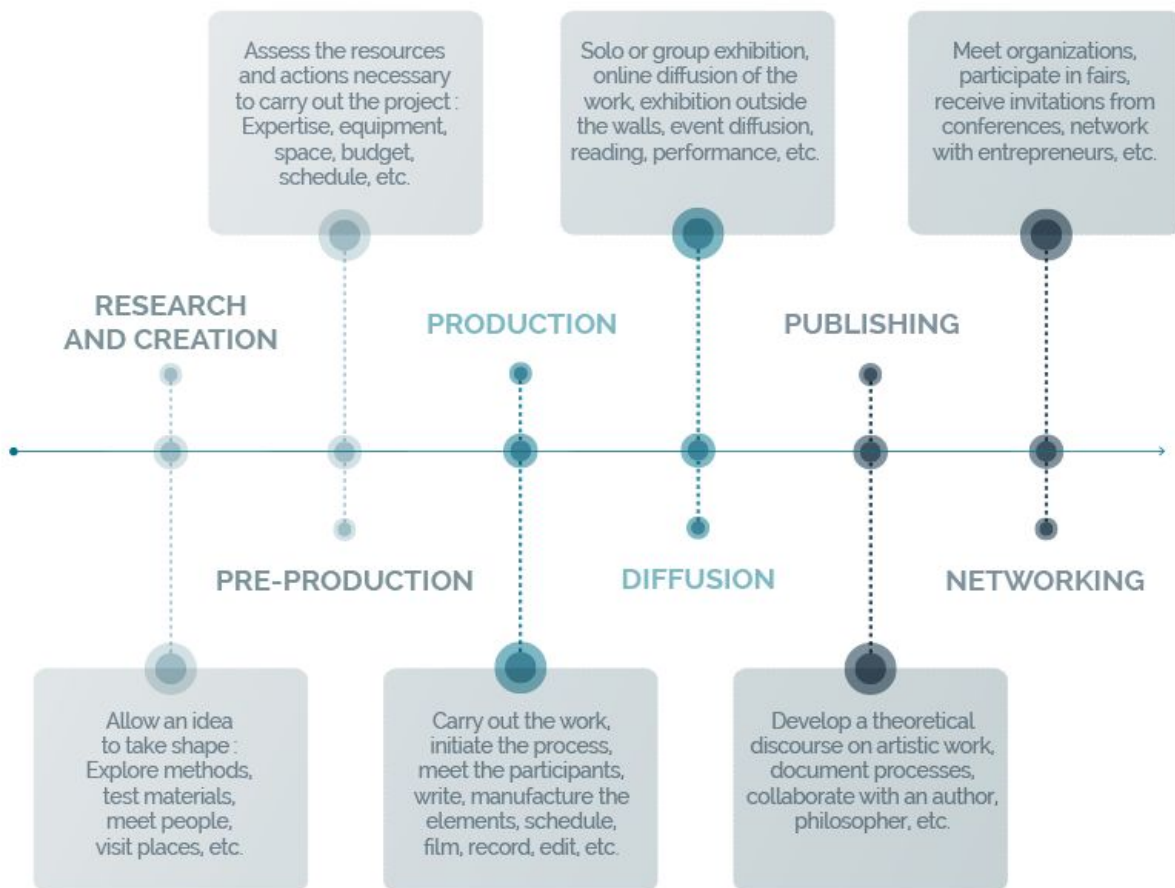 Assess the resources
and actions necessary
to carry out the project :
Expertise, equipment,
space, budget,
schedule, etc.
Solo or group exhibition,
online diffusion of the
work, exhibition outside
the walls, event diffusion,
reading, performance, etc.
Meet organizations,
participate in fairs,
receive invitations from
conferences, network
with entrepreneurs, etc.
RESEARCH
AND CREATION
PRODUCTION
PUBLISHING
PRE-PRODUCTION
DIFFUSION
NETWORKING
Allow an idea
to take shape :
Explore methods,
test materials,
meet people,
visit places, etc.
Carry out the work,
initiate the process,
meet the participants,
write, manufacture the
elements, schedule,
film, record, edit, etc.
Develop a theoretical
discourse on artistic work,
document processes,
collaborate with an author,
philosopher, etc.